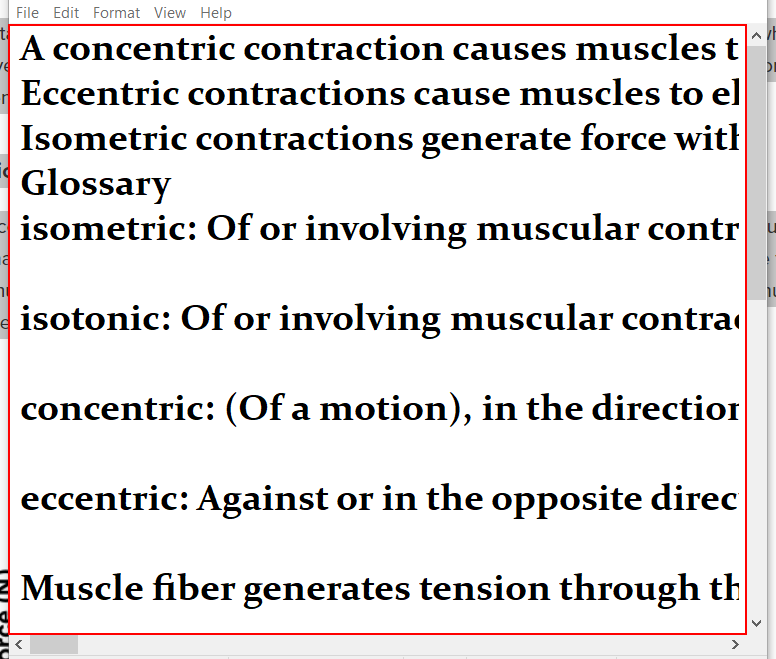 File Edit Format View Help
A concentric contraction causes muscles t
Eccentric contractions cause muscles to el
Isometric contractions generate force with
Glossary
isometric: Of or involving muscular contr
isotonic: Of or involving muscular contrac
concentric: (Of a motion), in the direction
eccentric: Against or in the opposite direc
Muscle fiber generates tension through th
orce (N)